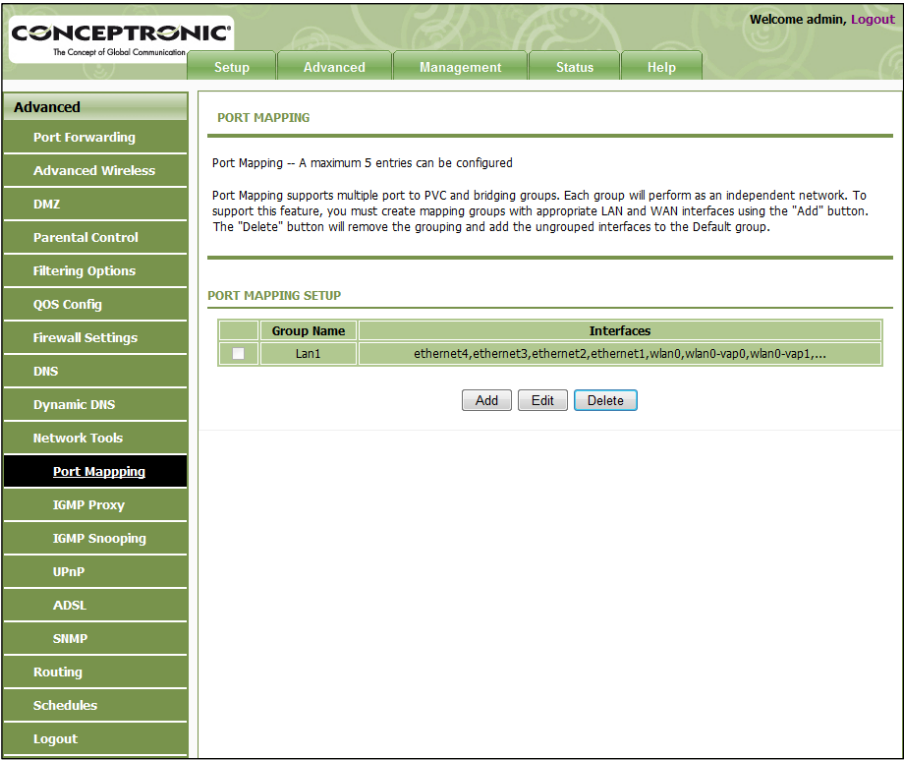 Welcome admin, Logout
CONCEPTRONIC®
The Concept of Global Communication
Setup
Advanced
Management
Status
Help
Advanced
Port Forwarding
Advanced Wireless
DMZ
Parental Control
Filtering Options
QOS Config
Firewall Settings
DNS
Dynamic DNS
Network Tools
Port Mappping
IGMP Proxy
IGMP Snooping
UPnP
ADSL
SNMP
Routing
Schedules
Logout
PORT MAPPING
Port Mapping -- A maximum 5 entries can be configured
Port Mapping supports multiple port to PVC and bridging groups. Each group will perform as an independent network. To
support this feature, you must create mapping groups with appropriate LAN and WAN interfaces using the "Add" button.
The "Delete" button will remove the grouping and add the ungrouped interfaces to the Default group.
PORT MAPPING SETUP
Group Name Interfaces
Lan1 ethernet4,ethernet3,ethernet2,ethernet1,wlan0,wlan0-vap0,wlan0-vap1,...
Add Edit Delete